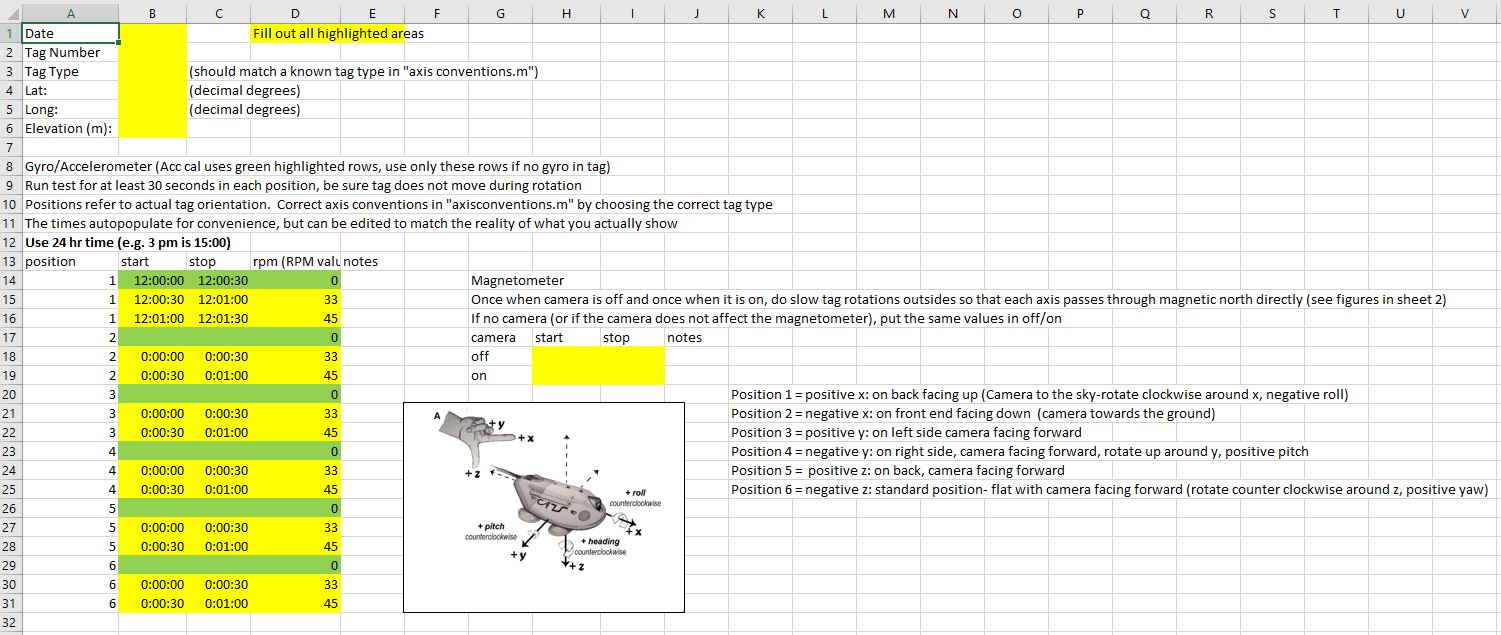 A B C D E F G H I J K L M N O P Q R S T U V
1 Date Fill out all highlighted areas
2 Tag Number
3 Tag Type (should match a known tag type in "axis conventions.m")
4 Lat: (decimal degrees)
5 Long: (decimal degrees)
6 Elevation (m):
7
8 Gyro/Accelerometer (Acc cal uses green highlighted rows, use only these rows if no gyro in tag)
9 Run test for at least 30 seconds in each position, be sure tag does not move during rotation
10 Positions refer to actual tag orientation. Correct axis conventions in "axisconventions.m" by choosing the correct tag type
11 The times autopopulate for convenience, but can be edited to match the reality of what you actually show
12 Use 24 hr time (e.g. 3 pm is 15:00)
13 position start stop rpm (RPM valu notes
14 1 12:00:00 12:00:30 0 Magnetometer
15 1 12:00:30 12:01:00 33 Once when camera is off and once when it is on, do slow tag rotations outsides so that each axis passes through magnetic north directly (see figures in sheet 2)
16 1 12:01:00 12:01:30 45 If no camera (or if the camera does not affect the magnetometer), put the same values in off/on
17 2 0 camera start stop notes
18 2 0:00:00 0:00:30 33 off
19 2 0:00:30 0:01:00 45 on
20 3 0 Position 1 = positive x: on back facing up (Camera to the sky-rotate clockwise around x, negative roll)
21 3 0:00:00 0:00:30 33 Position 2 = negative x: on front end facing down (camera towards the ground)
22 3 0:00:30 0:01:00 45 Position 3 = positive y: on left side camera facing forward
23 4 0 Position 4 = negative y: on right side, camera facing forward, rotate up around y, positive pitch
24 4 0:00:00 0:00:30 33 Position 5 = positive z: on back, camera facing forward
25 4 0:00:30 0:01:00 45 Position 6 = negative z: standard position- flat with camera facing forward (rotate counter clockwise around z, positive yaw)
26 5 0
27 5 0:00:00 0:00:30 33
28 5 0:00:30 0:01:00 45
29 6 0
30 6 0:00:00 0:00:30 33
31 6 0:00:30 0:01:00 45
32
A
+y
+x
+z
+ roll
counterclockwise
+x
+ pitch
counterclockwise
+y
+ heading
counterclockwise
+z